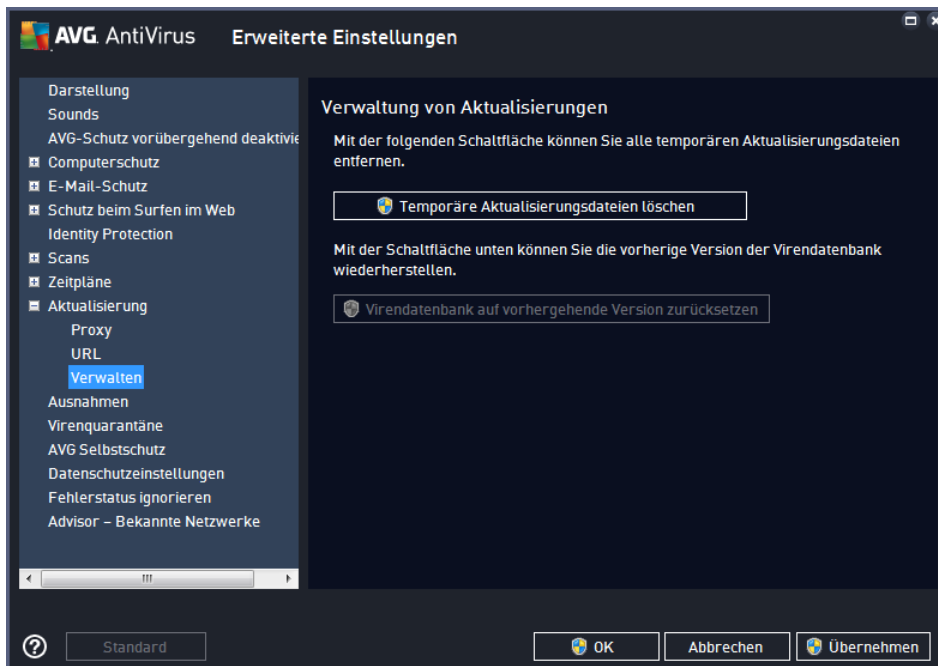 AVG. AntiVirus Erweiterte Einstellungen
Darstellung
Sounds
AVG-Schutz vorübergehend deaktivie
Computerschutz
E-Mail-Schutz
Schutz beim Surfen im Web
Identity Protection
Scans
Zeitpläne
Aktualisierung
Proxy
URL
Verwalten
Ausnahmen
Virenquarantäne
AVG Selbstschutz
Datenschutzeinstellungen
Fehlerstatus ignorieren
Advisor – Bekannte Netzwerke
Verwaltung von Aktualisierungen
Mit der folgenden Schaltfläche können Sie alle temporären Aktualisierungsdateien
entfernen.
Temporäre Aktualisierungsdateien löschen
Mit der Schaltfläche unten können Sie die vorherige Version der Virendatenbank
wiederherstellen.
Virendatenbank auf vorhergehende Version zurücksetzen
Standard
OK
Abbrechen
Übernehmen